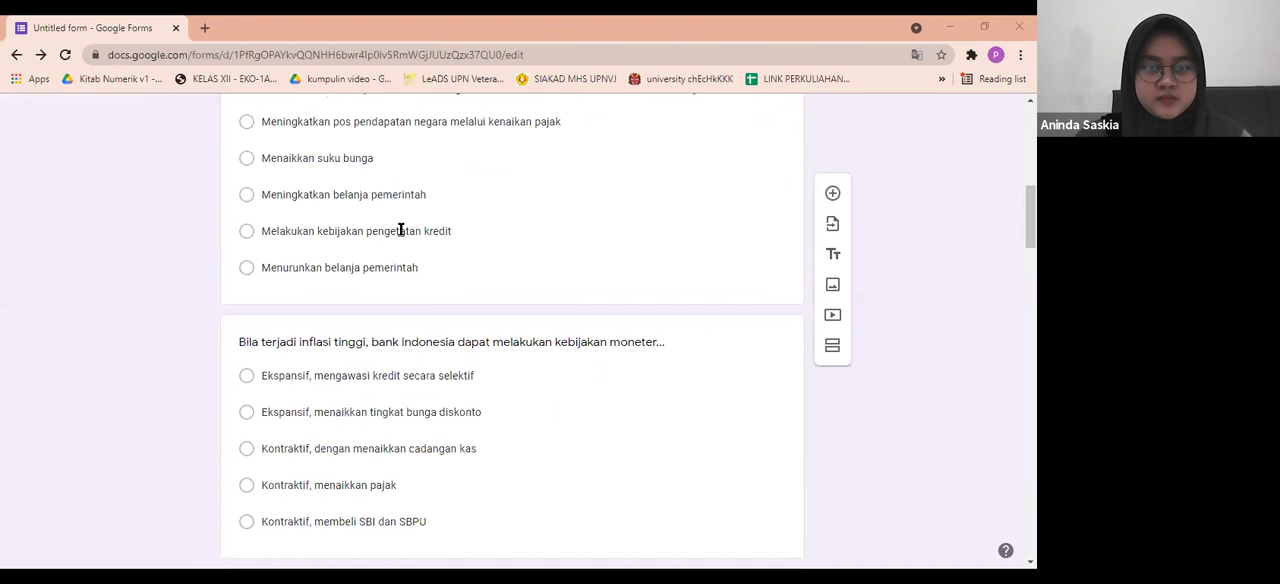 Untitled form - Google Forms
docs.google.com/forms/d/1PfRgOPAYkvQQNHH6bwr4Ip0Iv5RmWGjJUUzQzx37QU0/edit
P
Apps
Kitab Numerik v1 -...
KELAS XII - EKO-1A...
kumpulin video - G...
LeADS UPN Vetera...
SIAKAD MHS UPNVJ
university chEcHkKKK
LINK PERKULIAHAN...
»
Reading list
Meningkatkan pos pendapatan negara melalui kenaikan pajak
Menaikkan suku bunga
Meningkatkan belanja pemerintah
Melakukan kebijakan pengetatan kredit
Menurunkan belanja pemerintah
Bila terjadi inflasi tinggi, bank Indonesia dapat melakukan kebijakan moneter...
Ekspansif, mengawasi kredit secara selektif
Ekspansif, menaikkan tingkat bunga diskonto
Kontraktif, dengan menaikkan cadangan kas
Kontraktif, menaikkan pajak
Kontraktif, membeli SBI dan SBPU
Tт
Aninda Saskia